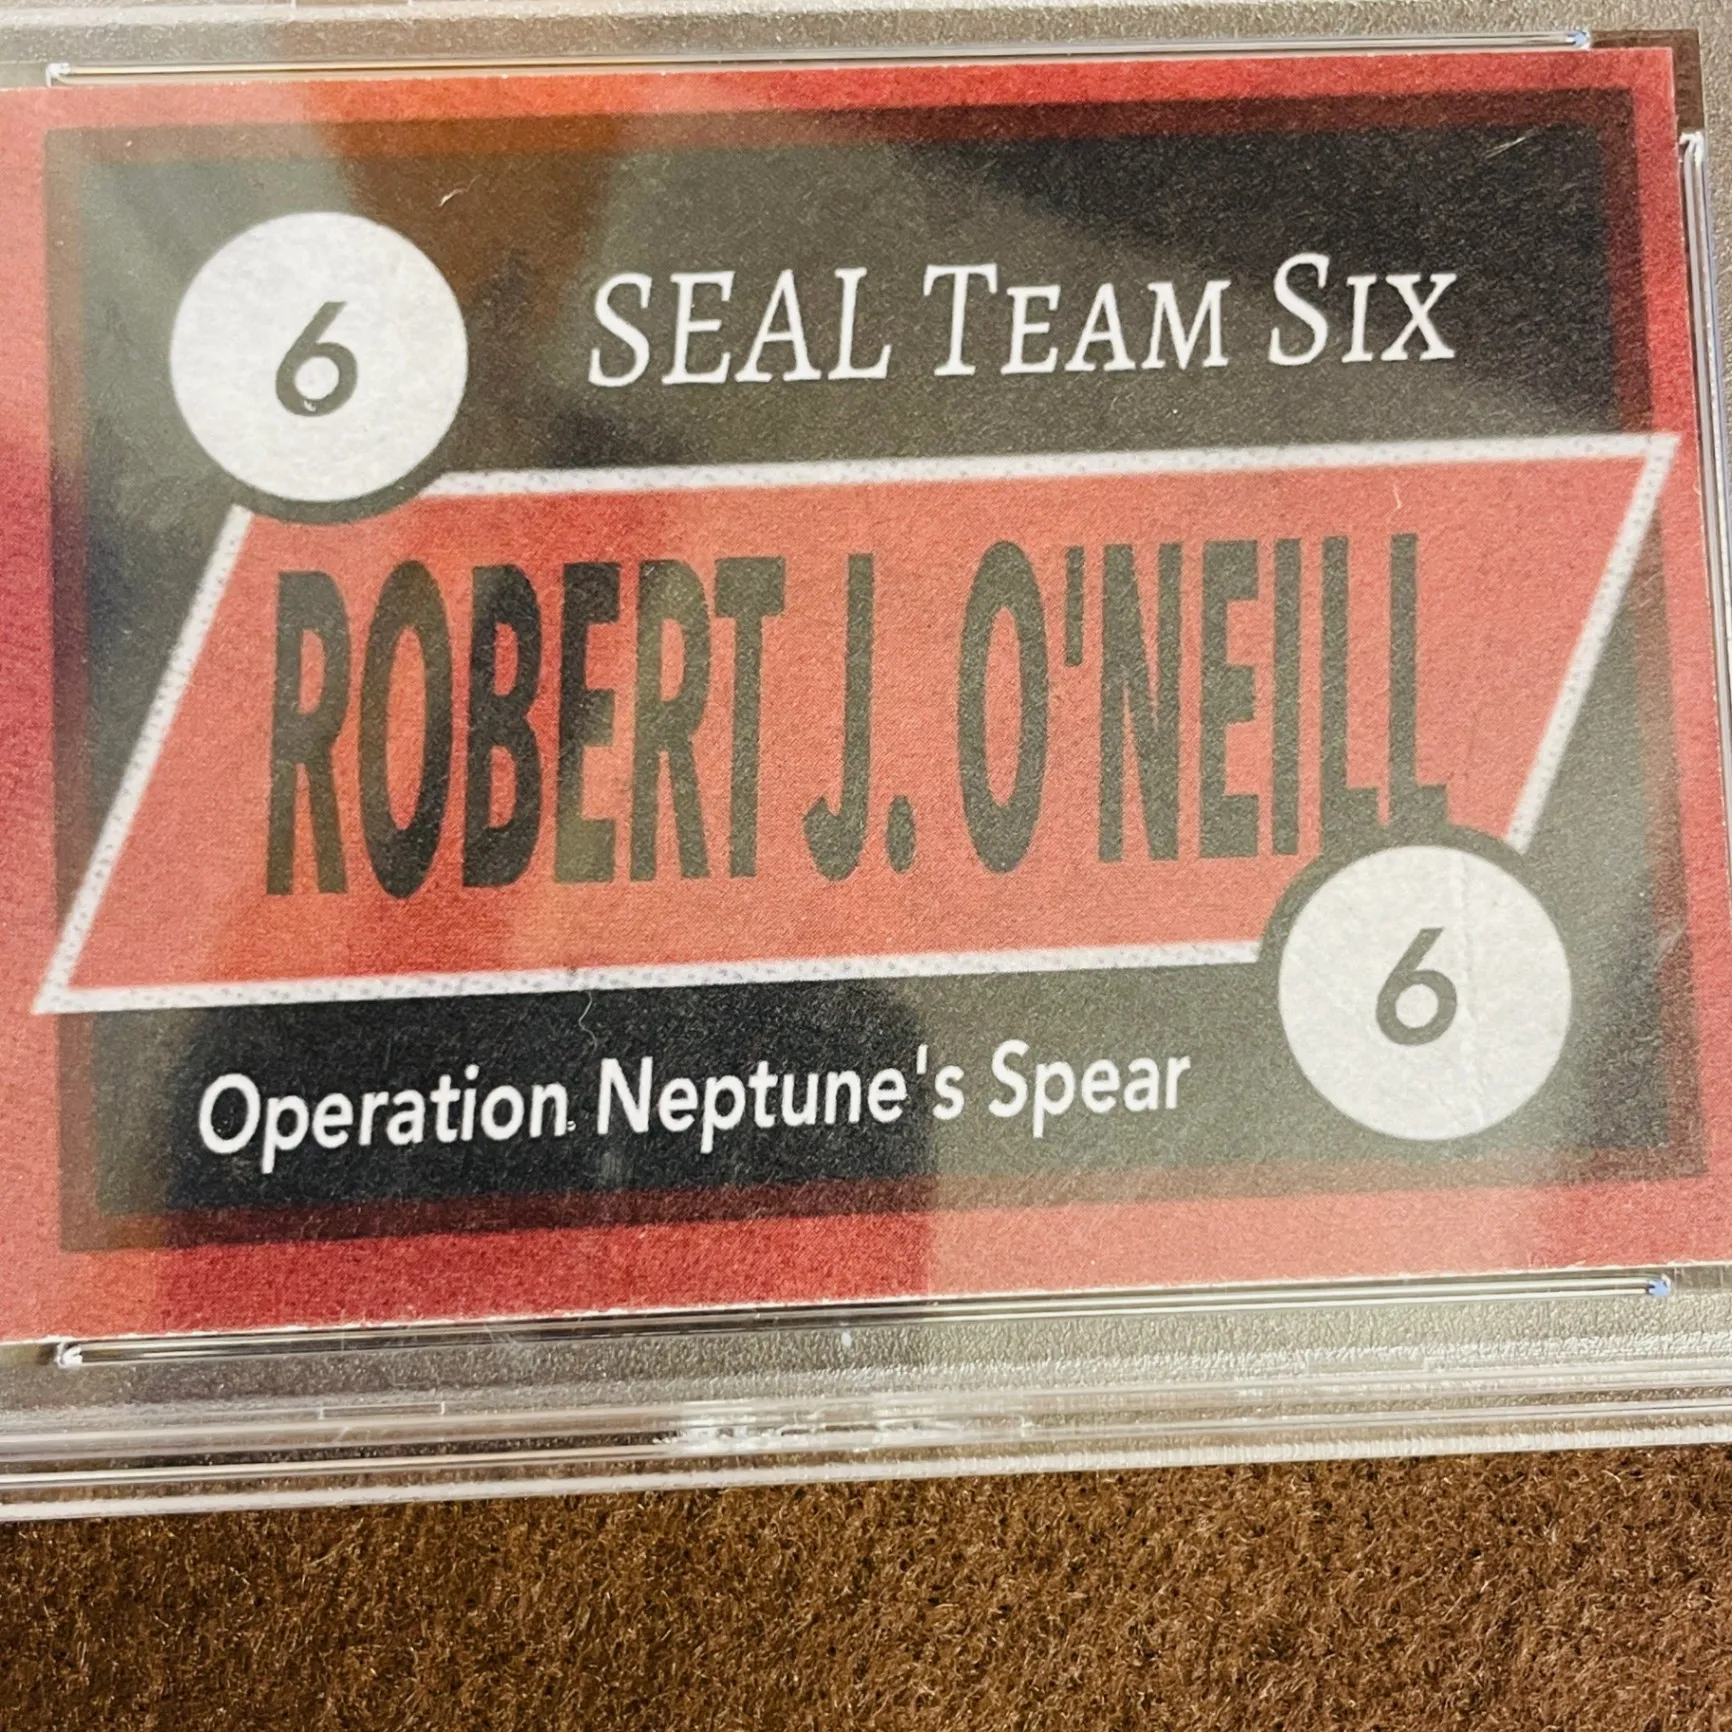 6
SEAL TEAM SIX
ROBERT J. O'NEILL
Operation Neptune's Spear
6